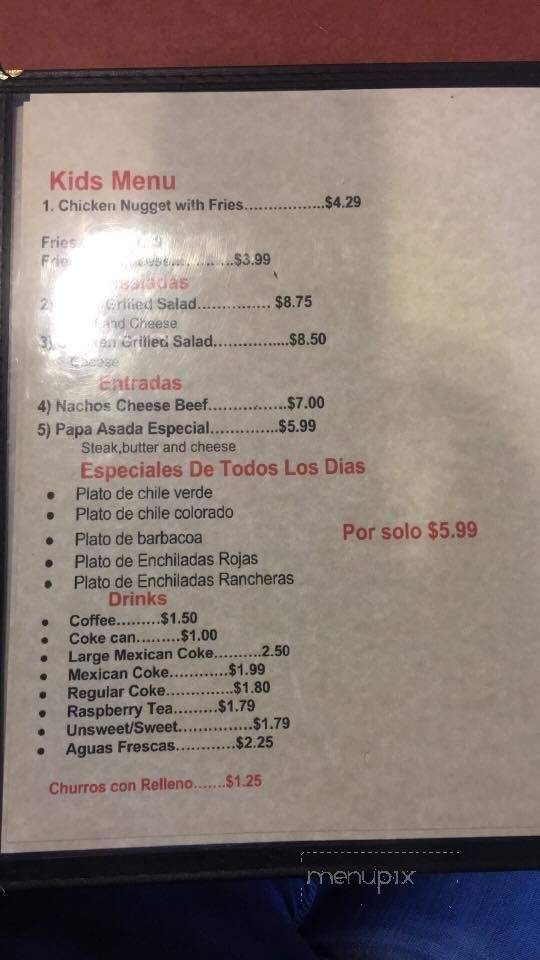 Kids Menu
1. Chicken Nugget with Fries.................$4.29
Fries
..........$3.99
2) Grilled Salad............... $8.75
and Cheese
3) Grilled Salad................$8.50
Cheese
Entradas
4) Nachos Cheese Beef.................$7.00
5) Papa Asada Especial..............$5.99
Steak,butter and cheese
Especiales De Todos Los Dias
• Plato de chile verde
• Plato de chile colorado
• Plato de barbacoa
Por solo $5.99
• Plato de Enchiladas Rojas
• Plato de Enchiladas Rancheras
Drinks
• Coffee.........$1.50
• Coke can.........$1.00
• Large Mexican Coke..........2.50
• Mexican Coke............$1.99
• Regular Coke..............$1.80
• Raspberry Tea.........$1.79
• Unsweet/Sweet...............$1.79
• Aguas Frescas............$2.25
Churros con Relleno.......$1.25
menupix